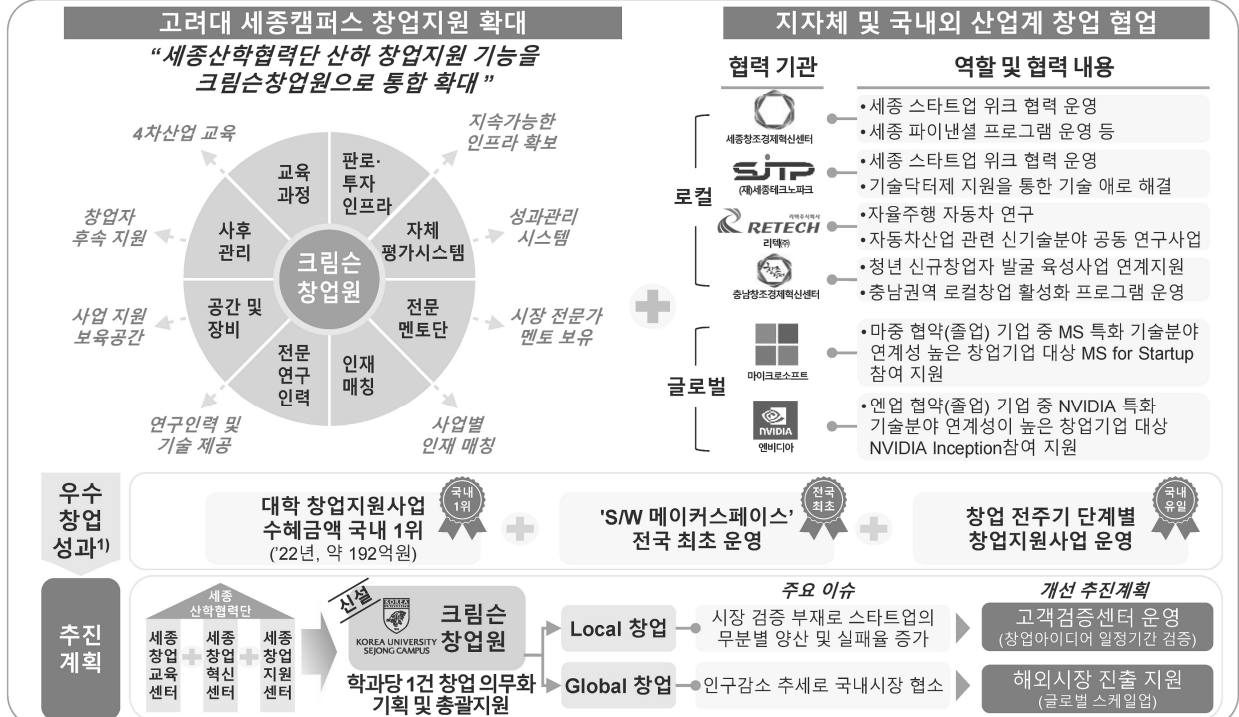 고려대 세종캠퍼스 창업지원 확대
“세종산학협력단 산하 창업지원 기능을
크림슨창업원으로 통합 확대 ”
4차산업 교육
지속가능한
인프라 확보
창업자
후속 지원
성과관리
시스템
사업 지원
보육공간
시장 전문가
멘토 보유
연구인력 및
기술 제공
사업별
인재 매칭
교육
과정
판로·
투자
인프라
사후
관리
자체
평가시스템
크림슨
창업원
공간 및
장비
전문
멘토단
전문
연구
인력
인재
매칭
지자체 및 국내외 산업계 창업 협업
협력 기관
역할 및 협력 내용
로컬
세종창조경제혁신센터
•세종 스타트업 위크 협력 운영
•세종 파이낸셜 프로그램 운영 등
SJTP
(재)세종테크노파크
•세종 스타트업 위크 협력 운영
•기술닥터제 지원을 통한 기술 애로 해결
리텍주식회사
RETECH
리텍㈜
•자율주행 자동차 연구
•자동차산업 관련 신기술분야 공동 연구사업
충남창조경제혁신센터
•청년 신규창업자 발굴 육성사업 연계지원
•충남권역 로컬창업 활성화 프로그램 운영
글로벌
마이크로소프트
•마중 협약(졸업) 기업 중 MS 특화 기술분야
연계성 높은 창업기업 대상 MS for Startup
참여 지원
NVIDIA
엔비디아
•엔업 협약(졸업) 기업 중 NVIDIA 특화
기술분야 연계성이 높은 창업기업 대상
NVIDIA Inception참여 지원
우수
창업
성과1)
대학 창업지원사업
수혜금액 국내 1위
(’22년, 약 192억원)
국내
1위
'S/W 메이커스페이스’
전국 최초 운영
전국
최초
창업 전주기 단계별
창업지원사업 운영
국내
유일
추진
계획
세종
산학협력단
세종
창업
교육
센터
세종
창업
혁신
센터
세종
창업
지원
센터
신설
KOREA
UNIVERSITY
KOREA UNIVERSITY
SEJONG CAMPUS
크림슨
창업원
학과당 1건 창업 의무화
기획 및 총괄지원
주요 이슈
개선 추진계획
Local 창업
시장 검증 부재로 스타트업의
무분별 양산 및 실패율 증가
고객검증센터 운영
(창업아이디어 일정기간 검증)
Global 창업
인구감소 추세로 국내시장 협소
해외시장 진출 지원
(글로벌 스케일업)